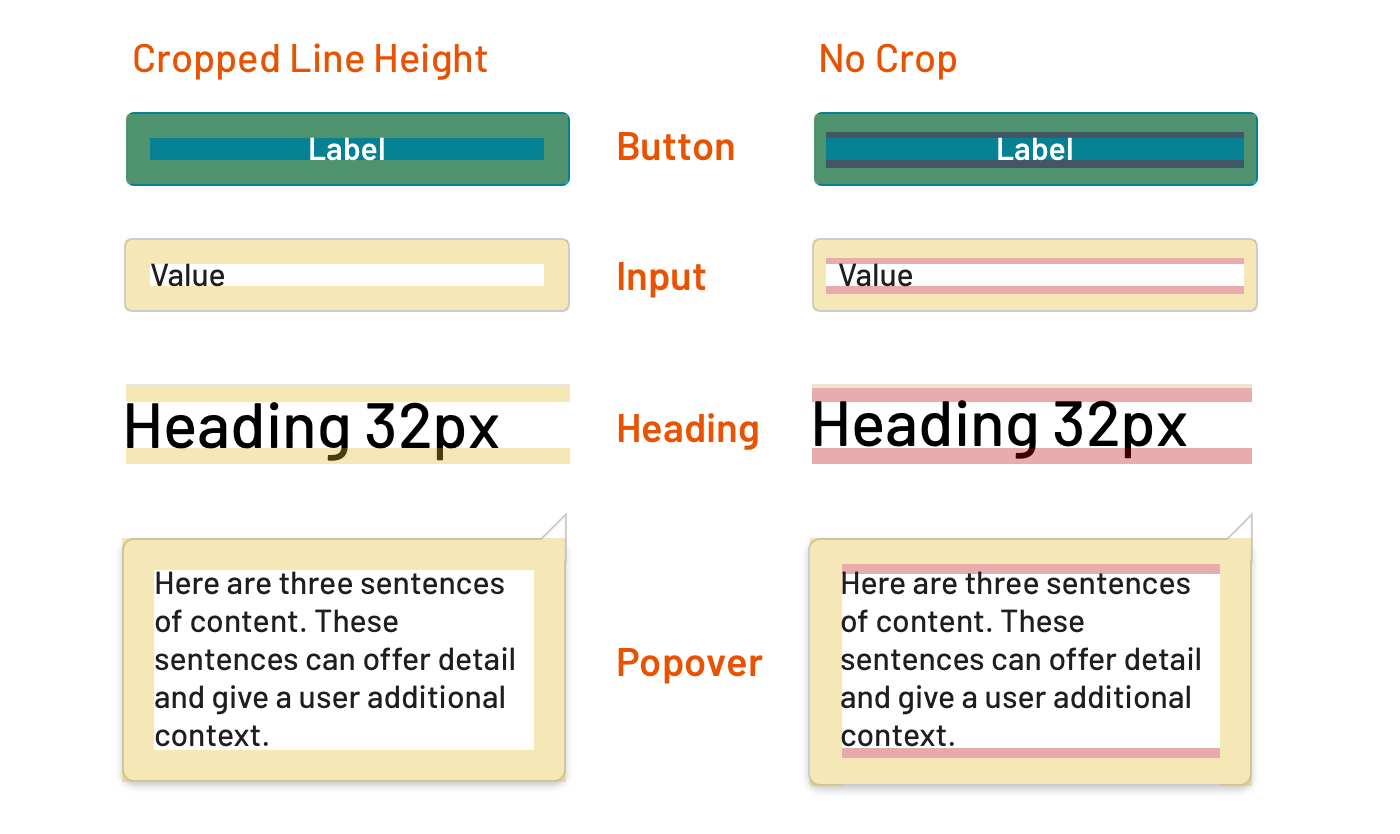 Cropped Line Height
No Crop
Label
Button
Label
Value
Input
Value
Heading 32px
Heading
Heading 32px
Here are three sentences
of content. These
sentences can offer detail
and give a user additional
context.
Popover
Here are three sentences
of content. These
sentences can offer detail
and give a user additional
context.